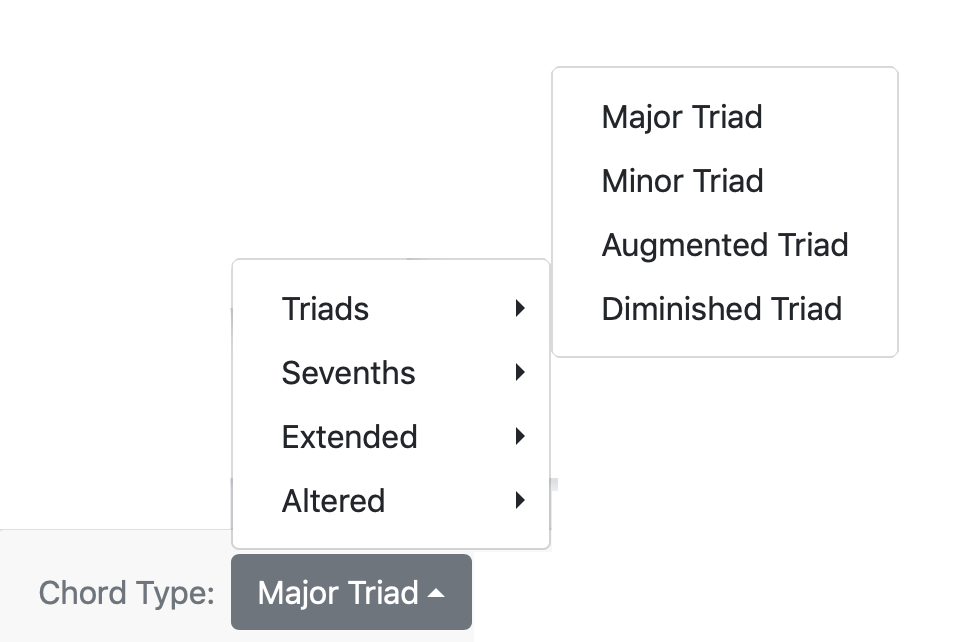 Major Triad
Minor Triad
Augmented Triad
Diminished Triad
Triads
Sevenths
Extended
Altered
Chord Type: Major Triad